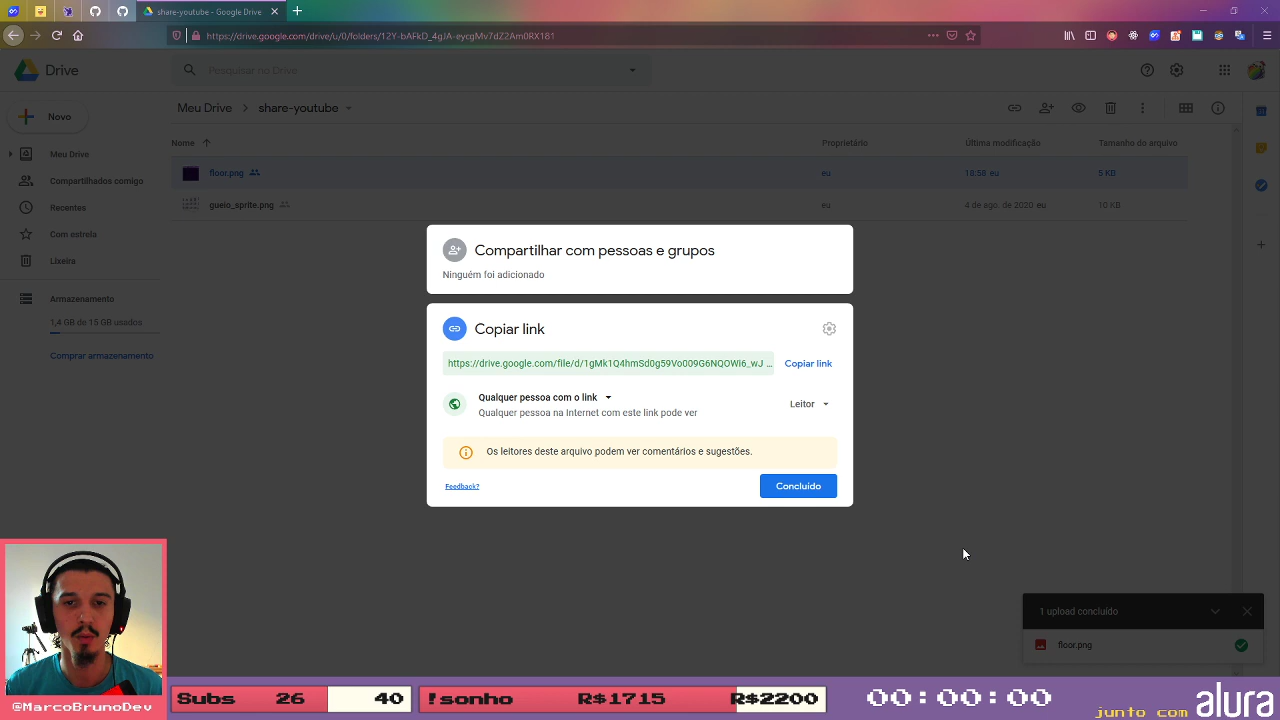 share-youtube - Google Drive
https://drive.google.com/drive/u/0/folders/12Y-bAFkD_4gJA-eycgMv7dZ2Am0RX181
Drive
Pesquisar no Drive
Novo
Meu Drive > share-youtube
Nome
Proprietário
Última modificação
Tamanho do arquivo
Meu Drive
Compartilhados comigo
Recentes
Com estrela
Lixeira
Armazenamento
1,4 GB de 15 GB usados
Comprar armazenamento
floor.png
eu
18:58 eu
5 KB
gueio_sprite.png
eu
4 de ago. de 2020 eu
10 KB
Compartilhar com pessoas e grupos
Ninguém foi adicionado
Copiar link
https://drive.google.com/file/d/1gMk1Q4hmSd0g59Vo009G6NQOWi6_wJ ...
Copiar link
Qualquer pessoa com o link
Qualquer pessoa na Internet com este link pode ver
Leitor
Os leitores deste arquivo podem ver comentários e sugestões.
Feedback?
Concluído
1 upload concluído
floor.png
@MarcoBrunoDev
Subs 26 40
!sonho R$1715 R$2200
00:00:00
junto com alura